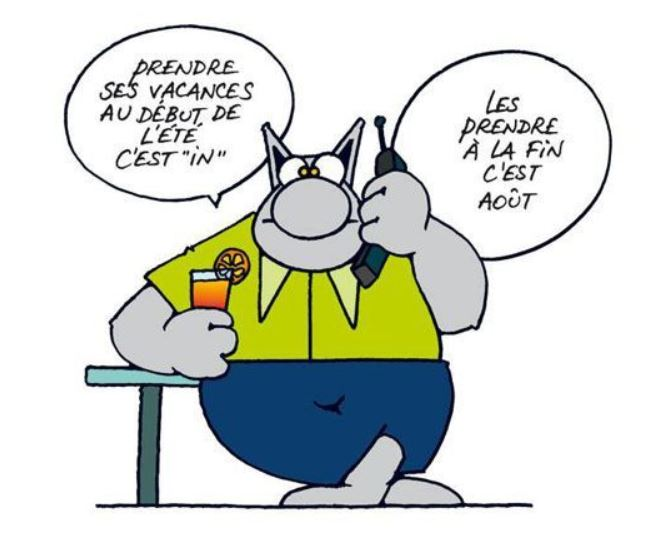 PRENDRE
SES VACANCES
AU DÉBUT DE
L'ÉTÉ
C'EST "IN"
LES
PRENDRE
À LA FIN
C'EST
AOÛT